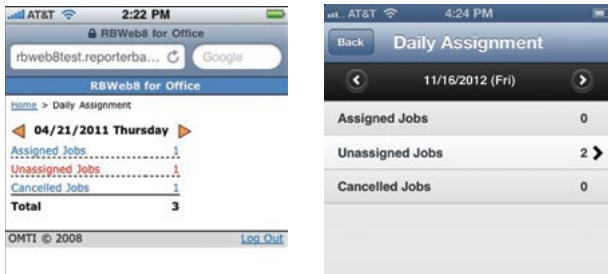 AT&T 2:22 PM
RBWeb8 for Office
rbweb8test.reporterba... Google
RBWeb8 for Office
Home > Daily Assignment
04/21/2011 Thursday
Assigned Jobs 1
Unassigned Jobs 1
Cancelled Jobs 1
Total 3
OMTI © 2008 Log Out
AT&T 4:24 PM
Back Daily Assignment
11/16/2012 (Fri)
Assigned Jobs 0
Unassigned Jobs 2
Cancelled Jobs 0